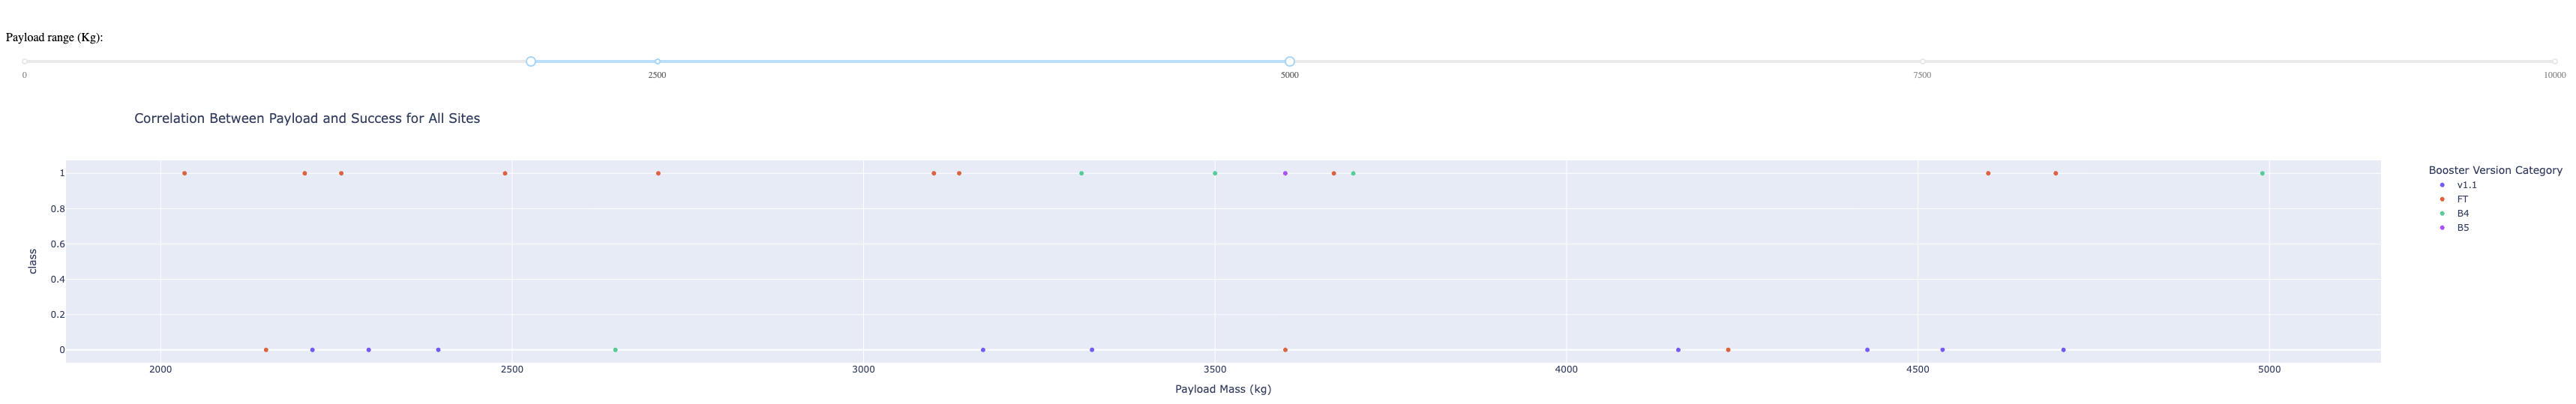 Payload range (Kg):
0 2500 5000 7500 10000
Correlation Between Payload and Success for All Sites
Booster Version Category
v1.1
FT
B4
B5
1
0.8
0.6
0.4
0.2
0
class
2000 2500 3000 3500 4000 4500 5000
Payload Mass (kg)